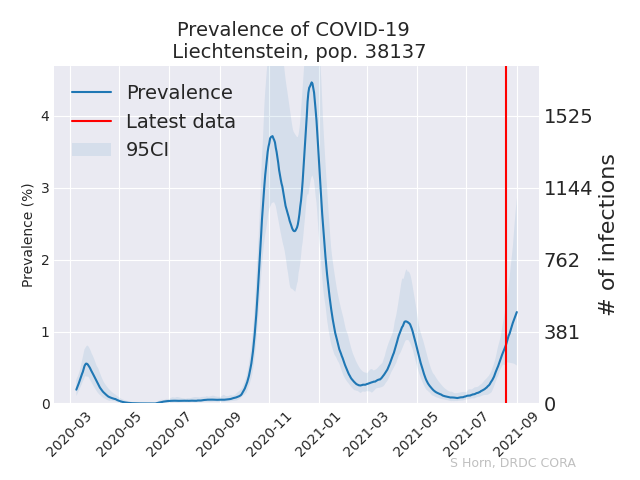 Prevalence of COVID-19
Liechtenstein, pop. 38137
Prevalence
Latest data
95CI
Prevalence (%)
4
3
2
1
0
1525
1144
762
381
0
# of infections
2020-03
2020-05
2020-07
2020-09
2020-11
2021-01
2021-03
2021-05
2021-07
2021-09
S Horn, DRDC CORA